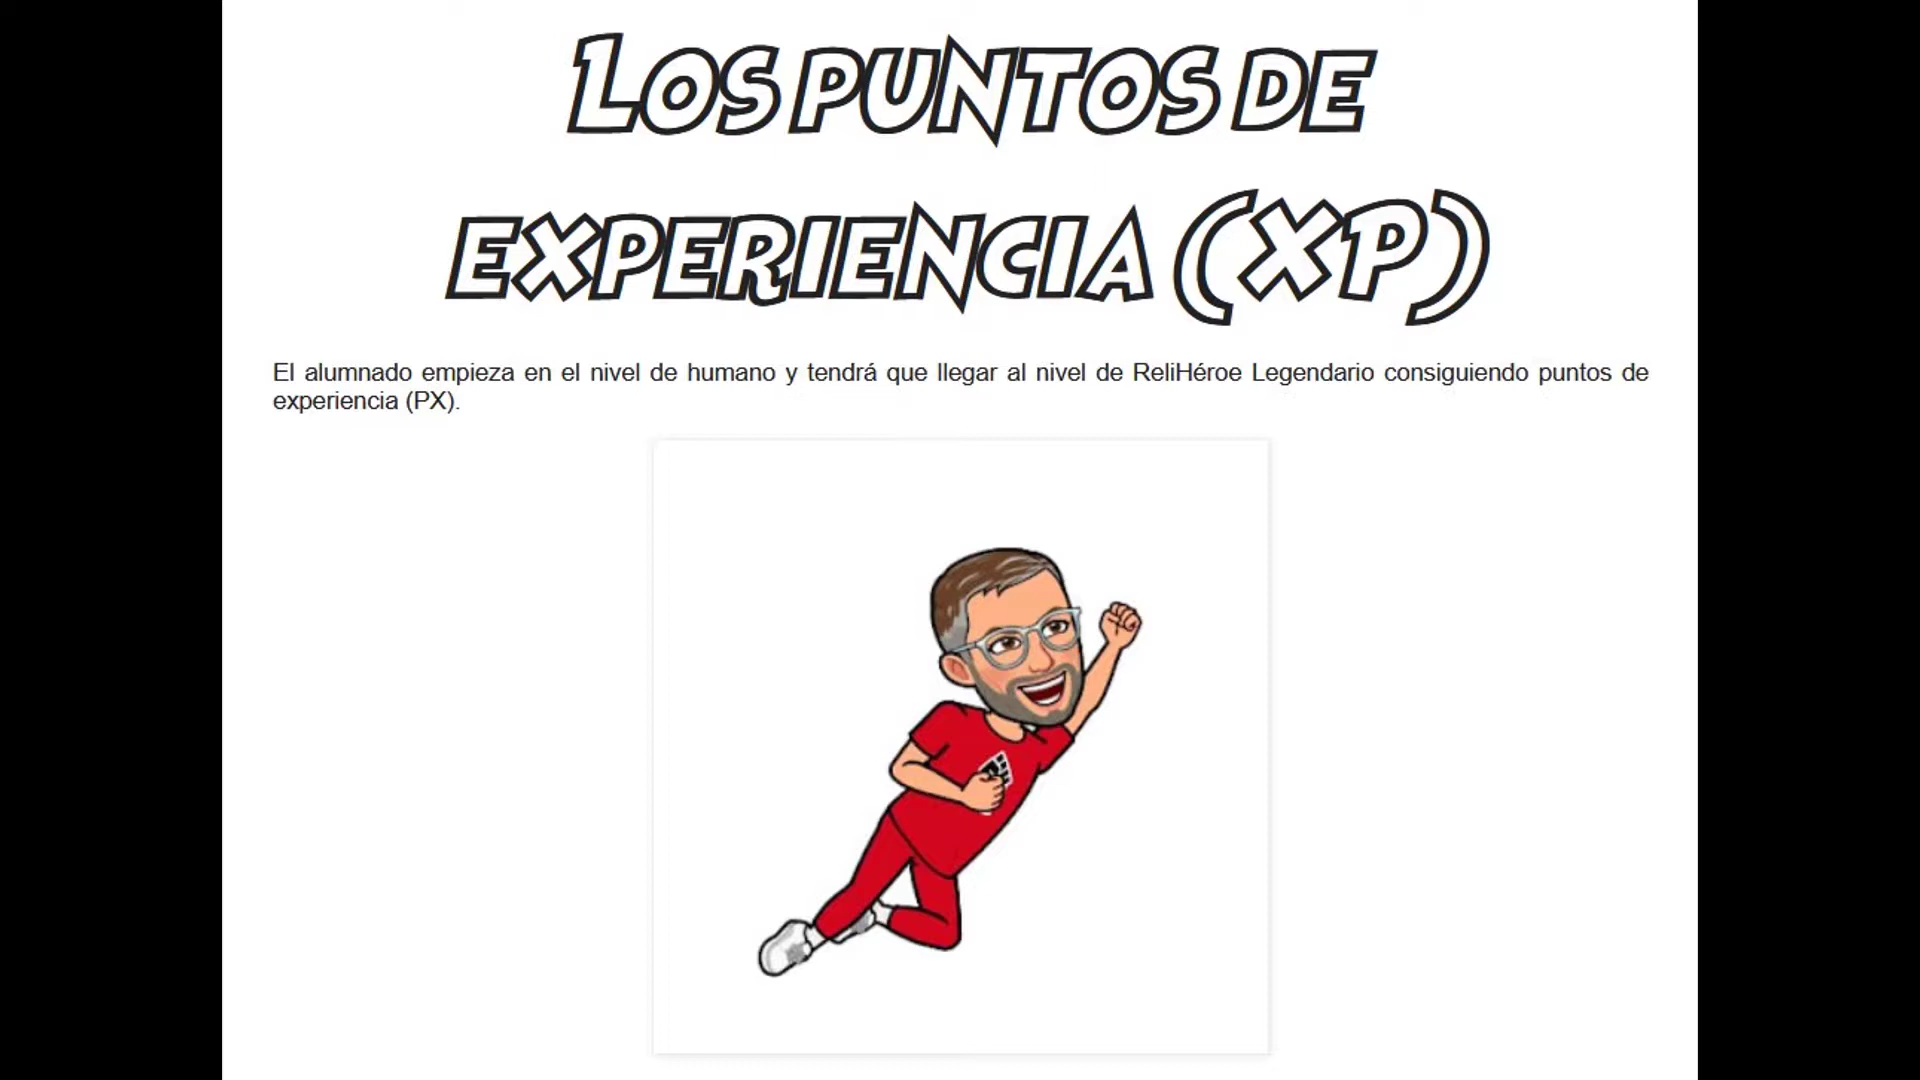 Los puntos de
experiencia (XP)
El alumnado empieza en el nivel de humano y tendrá que llegar al nivel de ReliHéroe Legendario consiguiendo puntos de
experiencia (PX).